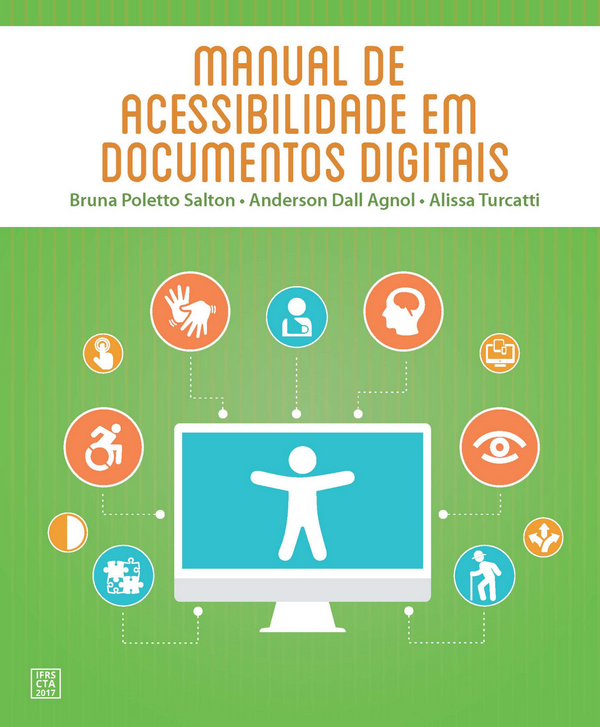 MANUAL DE
ACESSIBILIDADE EM
DOCUMENTOS DIGITAIS
Bruna Poletto Salton • Anderson Dall Agnol • Alissa Turcatti
IFRS
CTA
2017